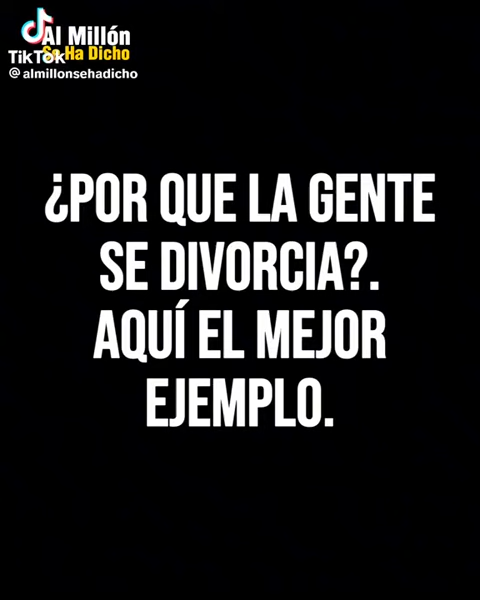 Al Millón
Se Ha Dicho
TikTok
@almillonsehadicho
¿POR QUE LA GENTE
SE DIVORCIA?.
AQUÍ EL MEJOR
EJEMPLO.